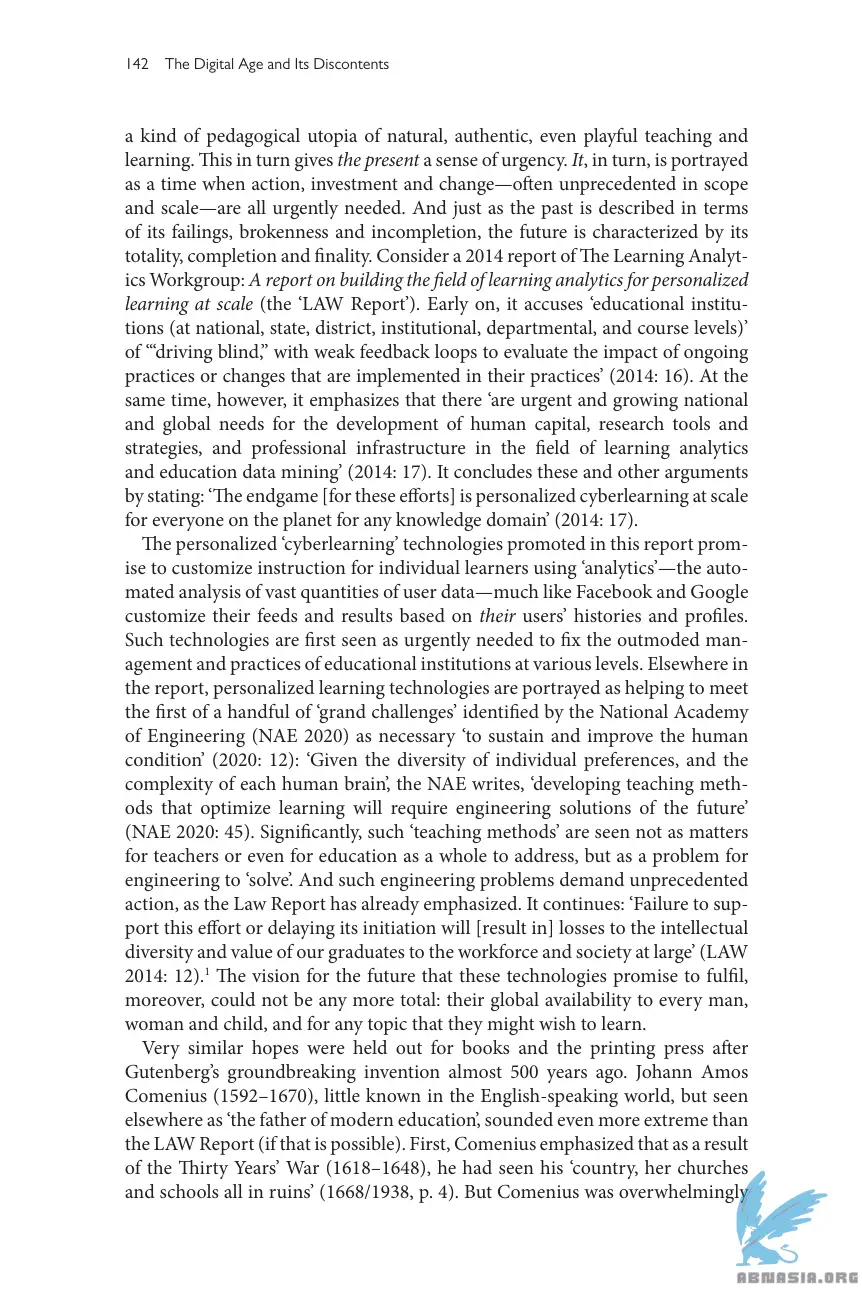 142 The Digital Age and Its Discontents
a kind of pedagogical utopia of natural, authentic, even playful teaching and
learning. This in turn gives the present a sense of urgency. It, in turn, is portrayed
as a time when action, investment and change—often unprecedented in scope
and scale—are all urgently needed. And just as the past is described in terms
of its failings, brokenness and incompletion, the future is characterized by its
totality, completion and finality. Consider a 2014 report of The Learning Analyt-
ics Workgroup: A report on building the field of learning analytics for personalized
learning at scale (the ‘LAW Report’). Early on, it accuses ‘educational institu-
tions (at national, state, district, institutional, departmental, and course levels)’
of “‘driving blind,” with weak feedback loops to evaluate the impact of ongoing
practices or changes that are implemented in their practices’ (2014: 16). At the
same time, however, it emphasizes that there ‘are urgent and growing national
and global needs for the development of human capital, research tools and
strategies, and professional infrastructure in the field of learning analytics
and education data mining’ (2014: 17). It concludes these and other arguments
by stating: ‘The endgame [for these efforts] is personalized cyberlearning at scale
for everyone on the planet for any knowledge domain’ (2014: 17).
The personalized ‘cyberlearning’ technologies promoted in this report prom-
ise to customize instruction for individual learners using ‘analytics’—the auto-
mated analysis of vast quantities of user data—much like Facebook and Google
customize their feeds and results based on their users’ histories and profiles.
Such technologies are first seen as urgently needed to fix the outmoded man-
agement and practices of educational institutions at various levels. Elsewhere in
the report, personalized learning technologies are portrayed as helping to meet
the first of a handful of ‘grand challenges’ identified by the National Academy
of Engineering (NAE 2020) as necessary ‘to sustain and improve the human
condition’ (2020: 12): ‘Given the diversity of individual preferences, and the
complexity of each human brain’, the NAE writes, ‘developing teaching meth-
ods that optimize learning will require engineering solutions of the future’
(NAE 2020: 45). Significantly, such ‘teaching methods’ are seen not as matters
for teachers or even for education as a whole to address, but as a problem for
engineering to ‘solve’. And such engineering problems demand unprecedented
action, as the Law Report has already emphasized. It continues: ‘Failure to sup-
port this effort or delaying its initiation will [result in] losses to the intellectual
diversity and value of our graduates to the workforce and society at large’ (LAW
2014: 12).¹ The vision for the future that these technologies promise to fulfil,
moreover, could not be any more total: their global availability to every man,
woman and child, and for any topic that they might wish to learn.
Very similar hopes were held out for books and the printing press after
Gutenberg’s groundbreaking invention almost 500 years ago. Johann Amos
Comenius (1592–1670), little known in the English-speaking world, but seen
elsewhere as ‘the father of modern education’, sounded even more extreme than
the LAW Report (if that is possible). First, Comenius emphasized that as a result
of the Thirty Years’ War (1618–1648), he had seen his ‘country, her churches
and schools all in ruins’ (1668/1938, p. 4). But Comenius was overwhelmingly
ABNASIA.ORG